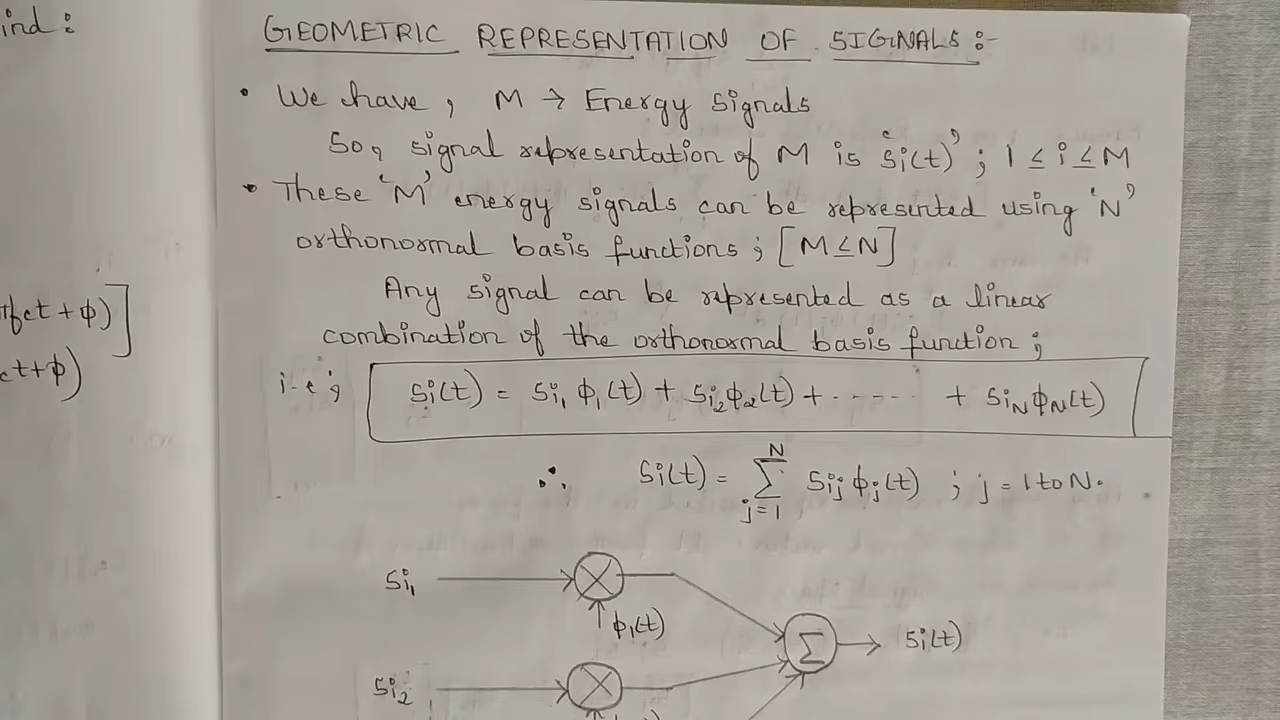 ind :
GEOMETRIC REPRESENTATION OF SIGNALS :-
• We have, M → Energy signals
So, signal representation of M is 'si(t)' ; 1 ≤ i ≤ M
• These 'M' energy signals can be represented using 'N'
orthonormal basis functions ; [M ≤ N]
Any signal can be represented as a linear
combination of the orthonormal basis function ;
fct + φ)]
ct+φ)
i.e ; si(t) = si₁ φ₁(t) + si₂ φ₂(t) + ----- + siN φN(t)
∴ si(t) = N∑j=1 sij φj(t) ; j = 1 to N.
si₁
φ₁(t)
Σ
si(t)
si₂